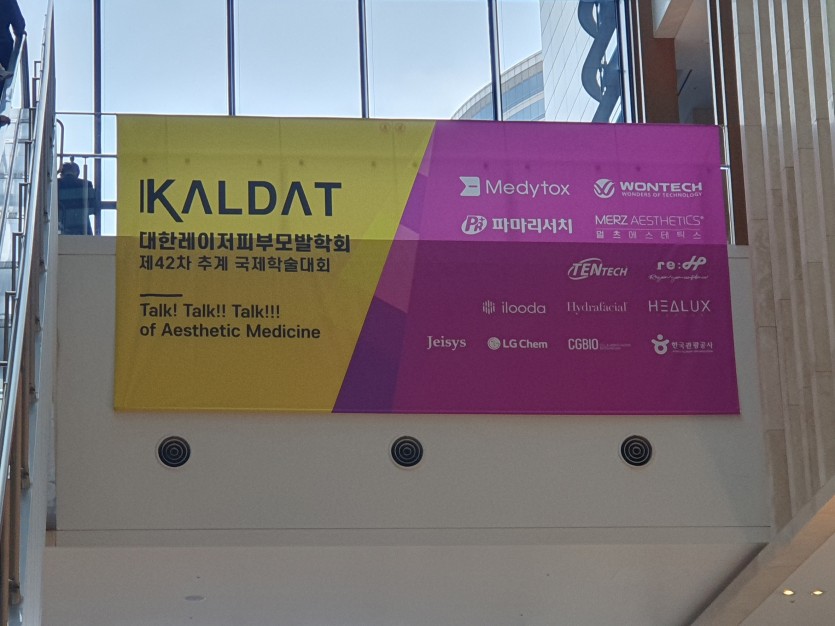 KALDAT
대한레이저피부모발학회
제42차 추계 국제학술대회
Talk! Talk!! Talk!!!
of Aesthetic Medicine
Medytox
WONTECH
WONDERS OF TECHNOLOGY
파마리서치
MERZ AESTHETICS®
멀츠에스테틱스
TENTECH
re:H
ilooda
Hydrafacial
HEALUX
Jeisys
LG Chem
CGBIO
한국관광공사